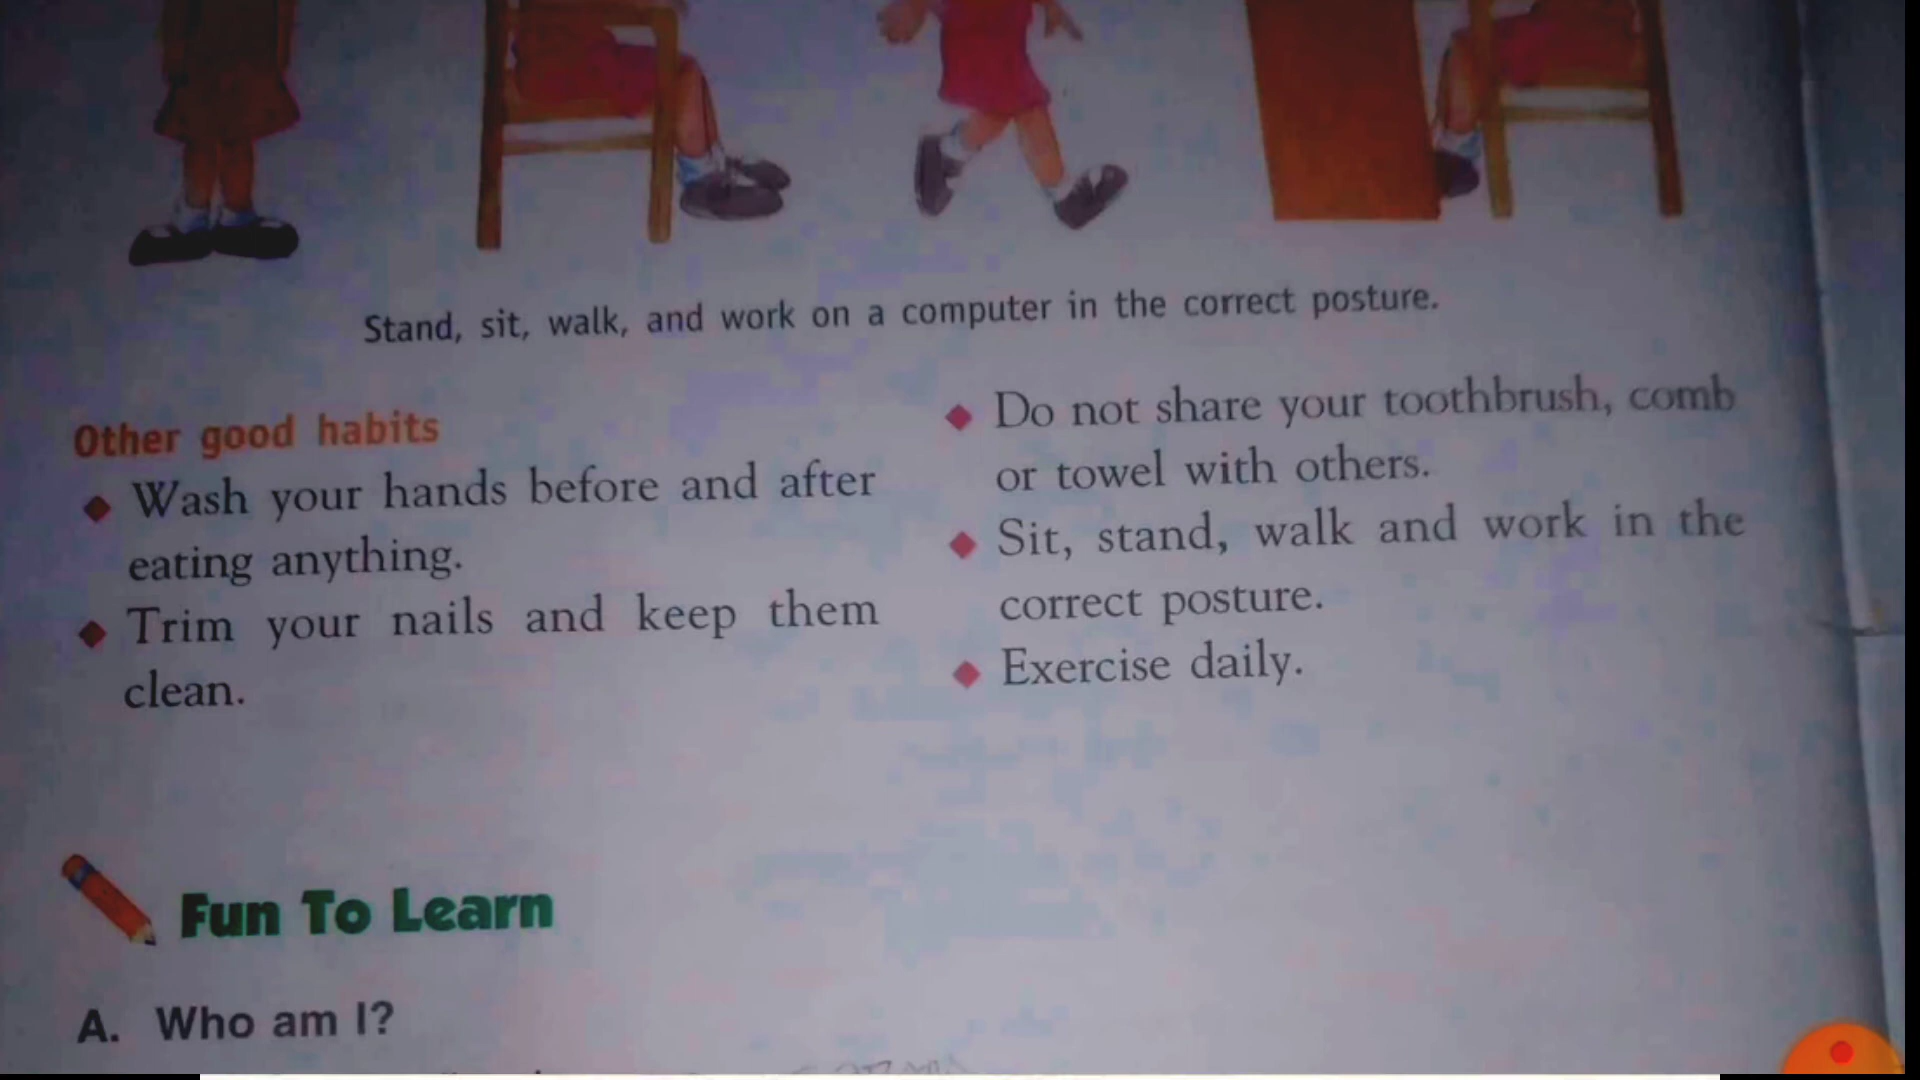 Stand, sit, walk, and work on a computer in the correct posture.
Other good habits
Wash your hands before and after
eating anything.
Trim your nails and keep them
clean.
Do not share your toothbrush, comb
or towel with others.
Sit, stand, walk and work in the
correct posture.
Exercise daily.
Fun To Learn
A. Who am I?